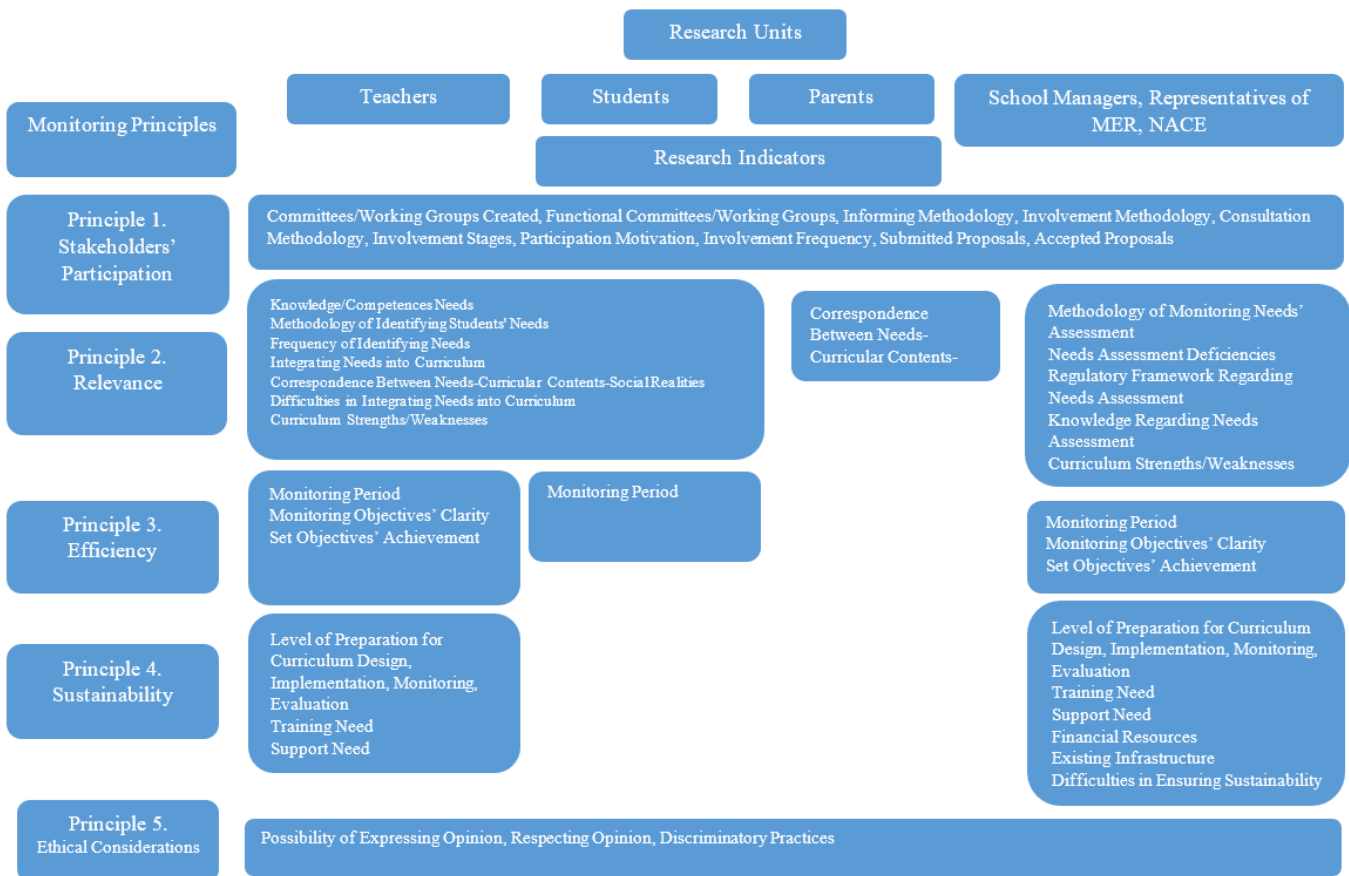 Research Units
Teachers
Students
Parents
School Managers, Representatives of
MER, NACE
Monitoring Principles
Research Indicators
Principle 1.
Stakeholders’
Participation
Committees/Working Groups Created, Functional Committees/Working Groups, Informing Methodology, Involvement Methodology, Consultation
Methodology, Involvement Stages, Participation Motivation, Involvement Frequency, Submitted Proposals, Accepted Proposals
Principle 2.
Relevance
Knowledge/Competences Needs
Methodology of Identifying Students' Needs
Frequency of Identifying Needs
Integrating Needs into Curriculum
Correspondence Between Needs-Curricular Contents-Social Realities
Difficulties in Integrating Needs into Curriculum
Curriculum Strengths/Weaknesses
Correspondence
Between Needs-
Curricular Contents-
Methodology of Monitoring Needs’
Assessment
Needs Assessment Deficiencies
Regulatory Framework Regarding
Needs Assessment
Knowledge Regarding Needs
Assessment
Curriculum Strengths/Weaknesses
Principle 3.
Efficiency
Monitoring Period
Monitoring Objectives’ Clarity
Set Objectives’ Achievement
Monitoring Period
Monitoring Period
Monitoring Objectives’ Clarity
Set Objectives’ Achievement
Principle 4.
Sustainability
Level of Preparation for
Curriculum Design,
Implementation, Monitoring,
Evaluation
Training Need
Support Need
Level of Preparation for Curriculum
Design, Implementation, Monitoring,
Evaluation
Training Need
Support Need
Financial Resources
Existing Infrastructure
Difficulties in Ensuring Sustainability
Principle 5.
Ethical Considerations
Possibility of Expressing Opinion, Respecting Opinion, Discriminatory Practices